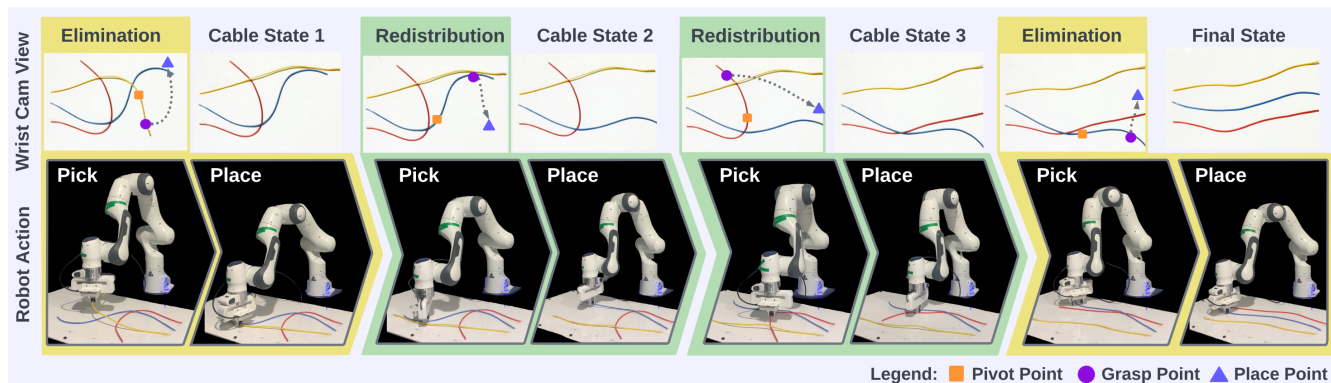 Wrist Cam View
Elimination
Cable State 1
Redistribution
Cable State 2
Redistribution
Cable State 3
Elimination
Final State
Robot Action
Pick
Place
Pick
Place
Pick
Place
Pick
Place
Legend: Pivot Point Grasp Point Place Point